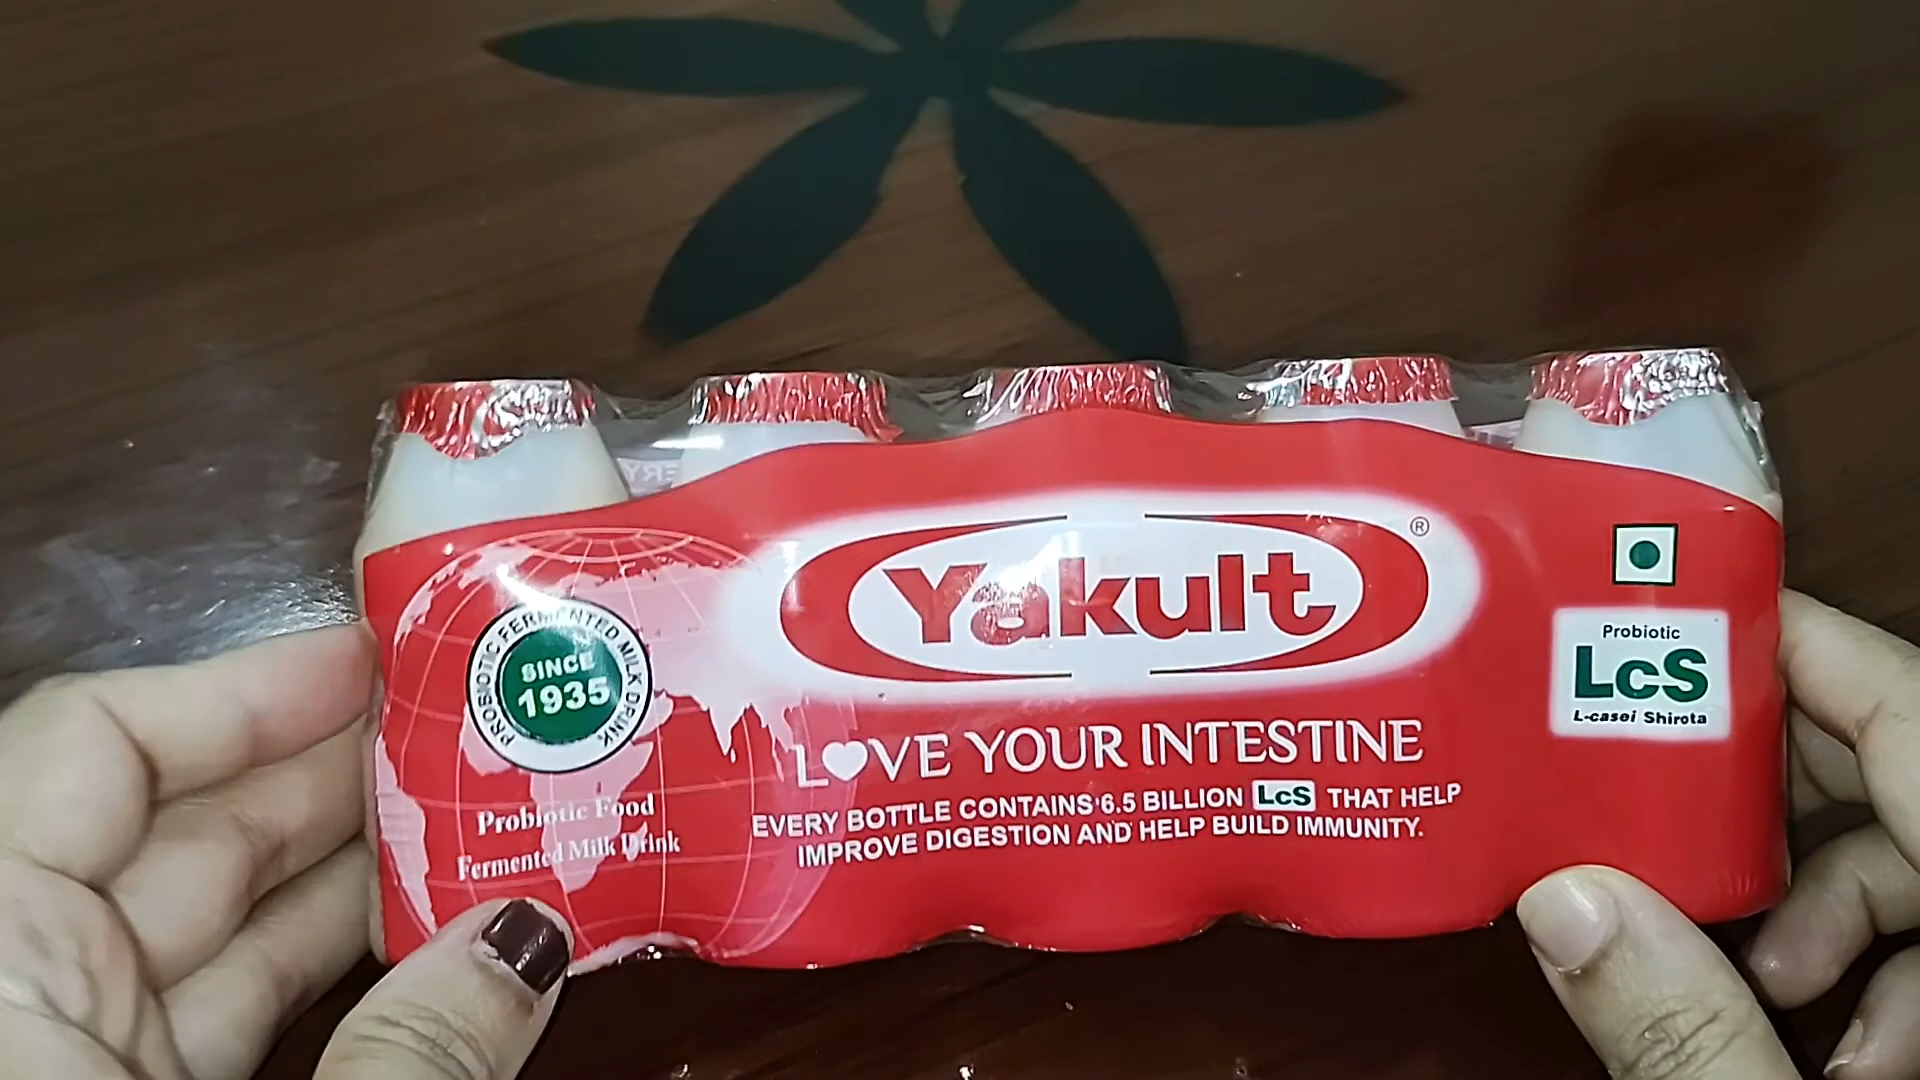 Yakult®
PROBIOTIC FERMENTED MILK DRINK
SINCE
1935
Probiotic
LcS
L-casei Shirota
LOVE YOUR INTESTINE
Probiotic Food
Fermented Milk Drink
EVERY BOTTLE CONTAINS 6.5 BILLION LcS THAT HELP
IMPROVE DIGESTION AND HELP BUILD IMMUNITY.